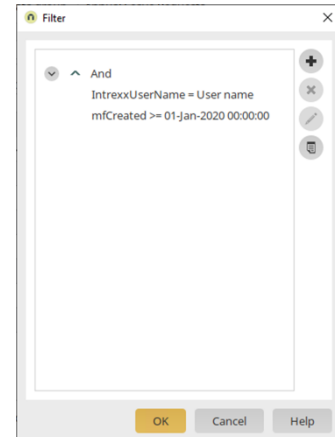 Filter
And
IntrexxUserName = User name
mfCreated >= 01-Jan-2020 00:00:00
OK Cancel Help